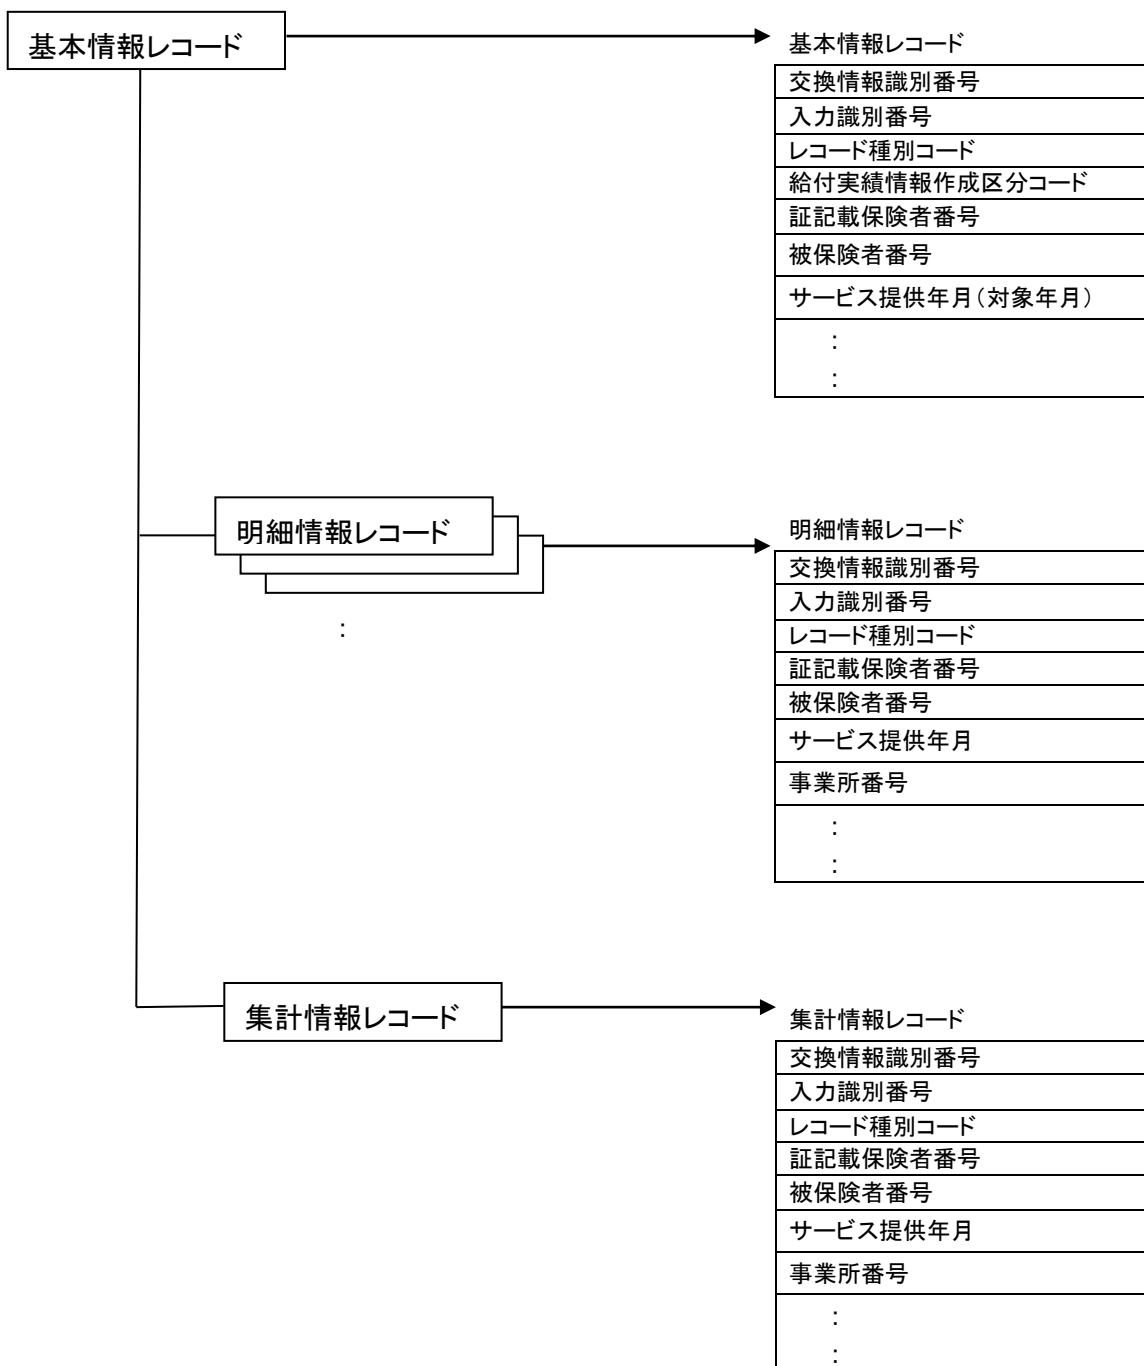 基本情報レコード
基本情報レコード
交換情報識別番号
入力識別番号
レコード種別コード
給付実績情報作成区分コード
証記載保険者番号
被保険者番号
サービス提供年月(対象年月)
:
:
明細情報レコード
:
明細情報レコード
交換情報識別番号
入力識別番号
レコード種別コード
証記載保険者番号
被保険者番号
サービス提供年月
事業所番号
:
:
集計情報レコード
集計情報レコード
交換情報識別番号
入力識別番号
レコード種別コード
証記載保険者番号
被保険者番号
サービス提供年月
事業所番号
:
: